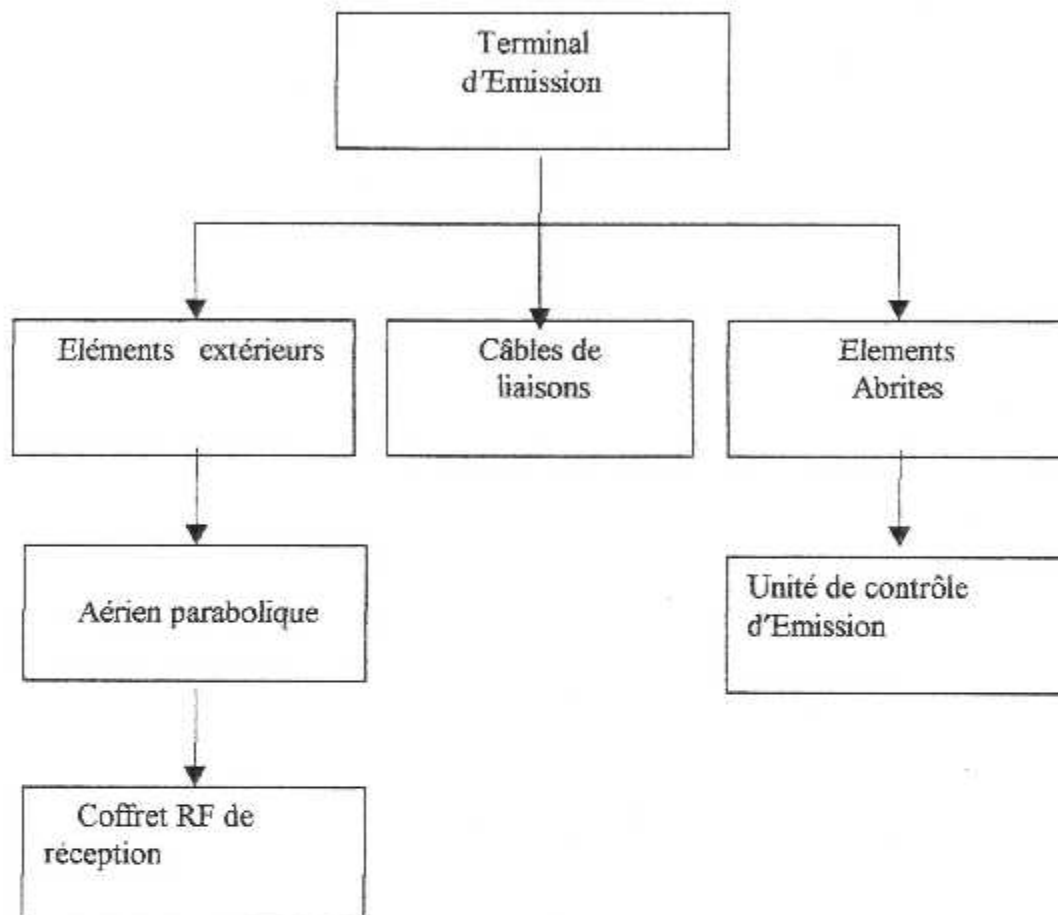 Terminal
d'Emission
Eléments extérieurs
Câbles de
liaisons
Elements
Abrites
Aérien parabolique
Unité de contrôle
d'Emission
Coffret RF de
réception